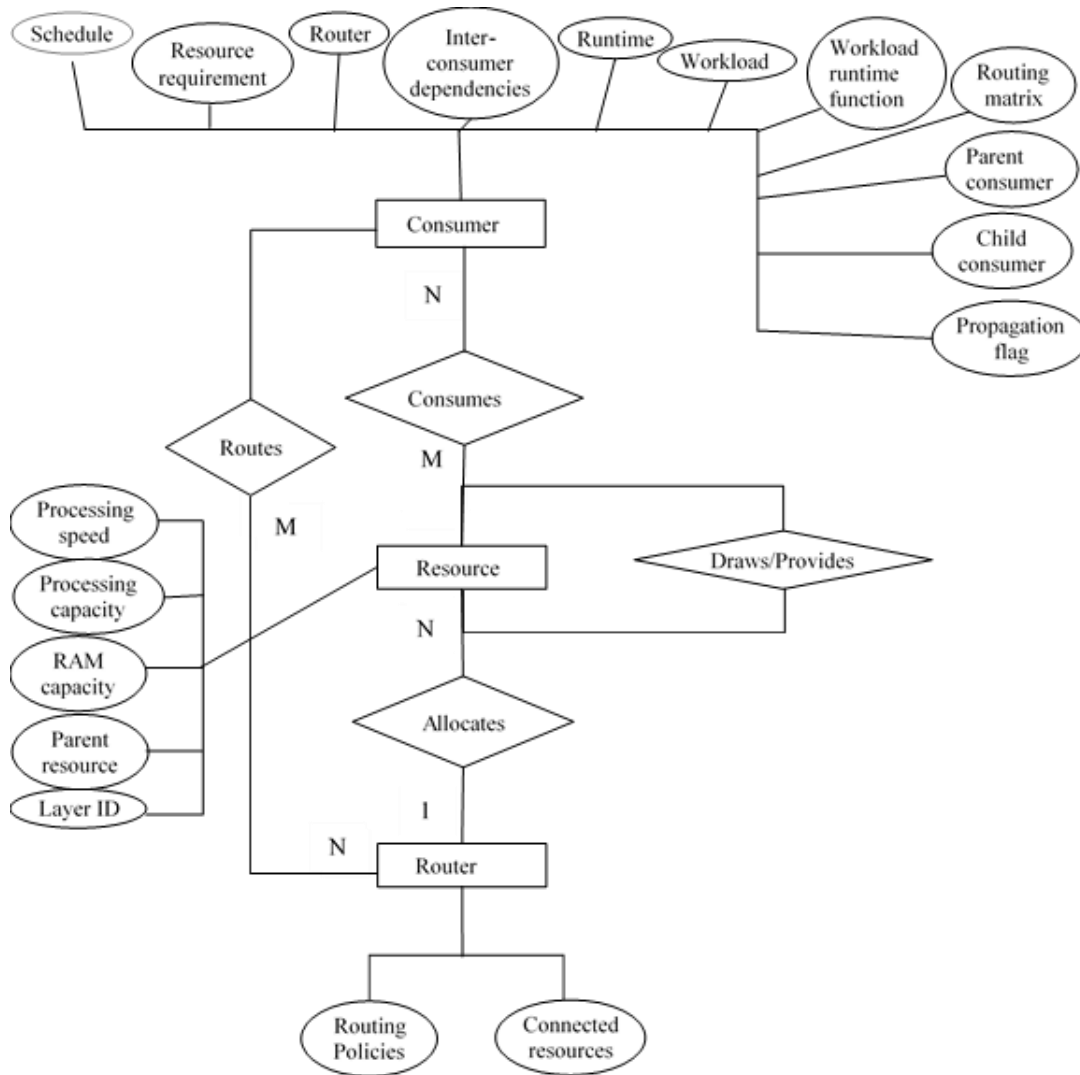 Schedule
Resource
requirement
Router
Inter-
consumer
dependencies
Runtime
Workload
Workload
runtime
function
Routing
matrix
Parent
consumer
Child
consumer
Propagation
flag
Consumer
N
Consumes
M
Routes
M
Processing
speed
Processing
capacity
RAM
capacity
Parent
resource
Layer ID
Resource
Draws/Provides
N
Allocates
1
N
Router
Routing
Policies
Connected
resources